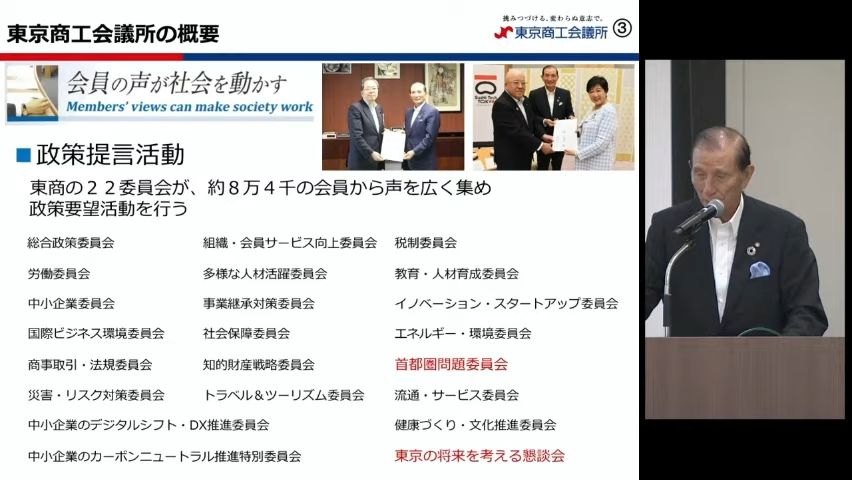 東京商工会議所の概要
挑みつづける、変わらぬ意志で。
東京商工会議所
③
会員の声が社会を動かす
Members' views can make society work
■政策提言活動
東商の２２委員会が、約８万４千の会員から声を広く集め
政策要望活動を行う
総合政策委員会 組織・会員サービス向上委員会 税制委員会
労働委員会 多様な人材活躍委員会 教育・人材育成委員会
中小企業委員会 事業継承対策委員会 イノベーション・スタートアップ委員会
国際ビジネス環境委員会 社会保障委員会 エネルギー・環境委員会
商事取引・法規委員会 知的財産戦略委員会 首都圏問題委員会
災害・リスク対策委員会 トラベル＆ツーリズム委員会 流通・サービス委員会
中小企業のデジタルシフト・DX推進委員会 健康づくり・文化推進委員会
中小企業のカーボンニュートラル推進特別委員会 東京の将来を考える懇談会